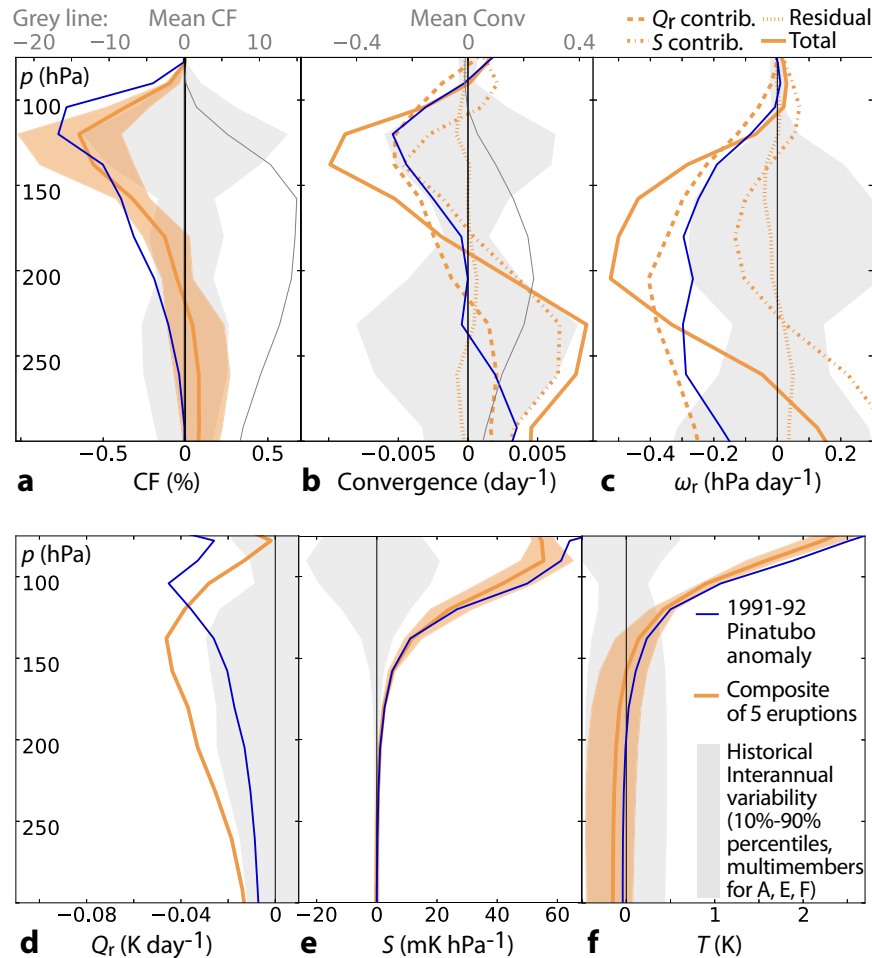 Grey line: Mean CF Mean Conv
−20 −10 0 10 −0.4 0 0.4
Qr contrib. Residual
S contrib. Total
p (hPa)
100
150
200
250
−0.5 0 0.5 −0.005 0 0.005 −0.4 −0.2 0 0.2
a CF (%) b Convergence (day-1) c ωr (hPa day-1)
p (hPa)
100
150
200
250
1991-92
Pinatubo
anomaly
Composite
of 5 eruptions
Historical
Interannual
variability
(10%-90%
percentiles,
multimembers
for A, E, F)
−0.08 −0.04 0 −20 0 20 40 60 0 1 2
d Qr (K day-1) e S (mK hPa-1) f T (K)